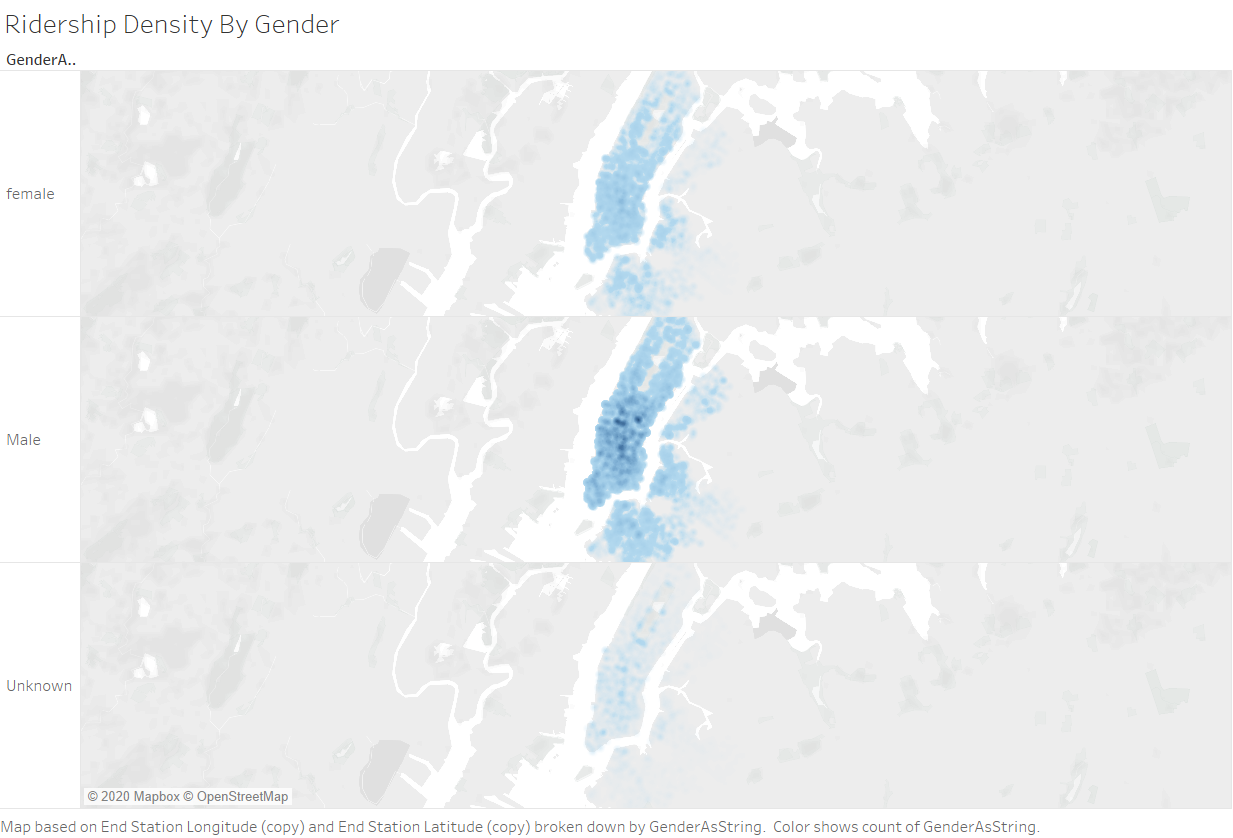 Ridership Density By Gender
GenderA..
female
Male
Unknown
© 2020 Mapbox © OpenStreetMap
Map based on End Station Longitude (copy) and End Station Latitude (copy) broken down by GenderAsString.  Color shows count of GenderAsString.